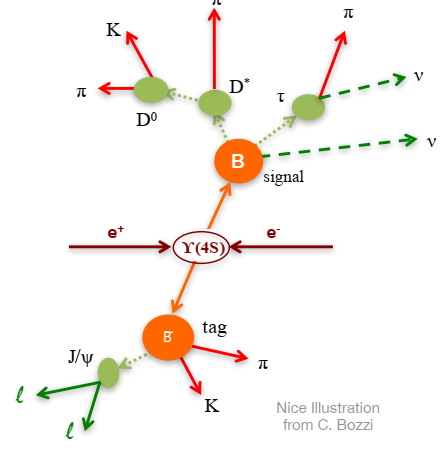 π
K
π
π
D*
τ
ν
D⁰
B
ν
signal
e⁺
ϒ(4S)
e⁻
B̄
tag
J/ψ
π
K
ℓ
ℓ
Nice Illustration
from C. Bozzi